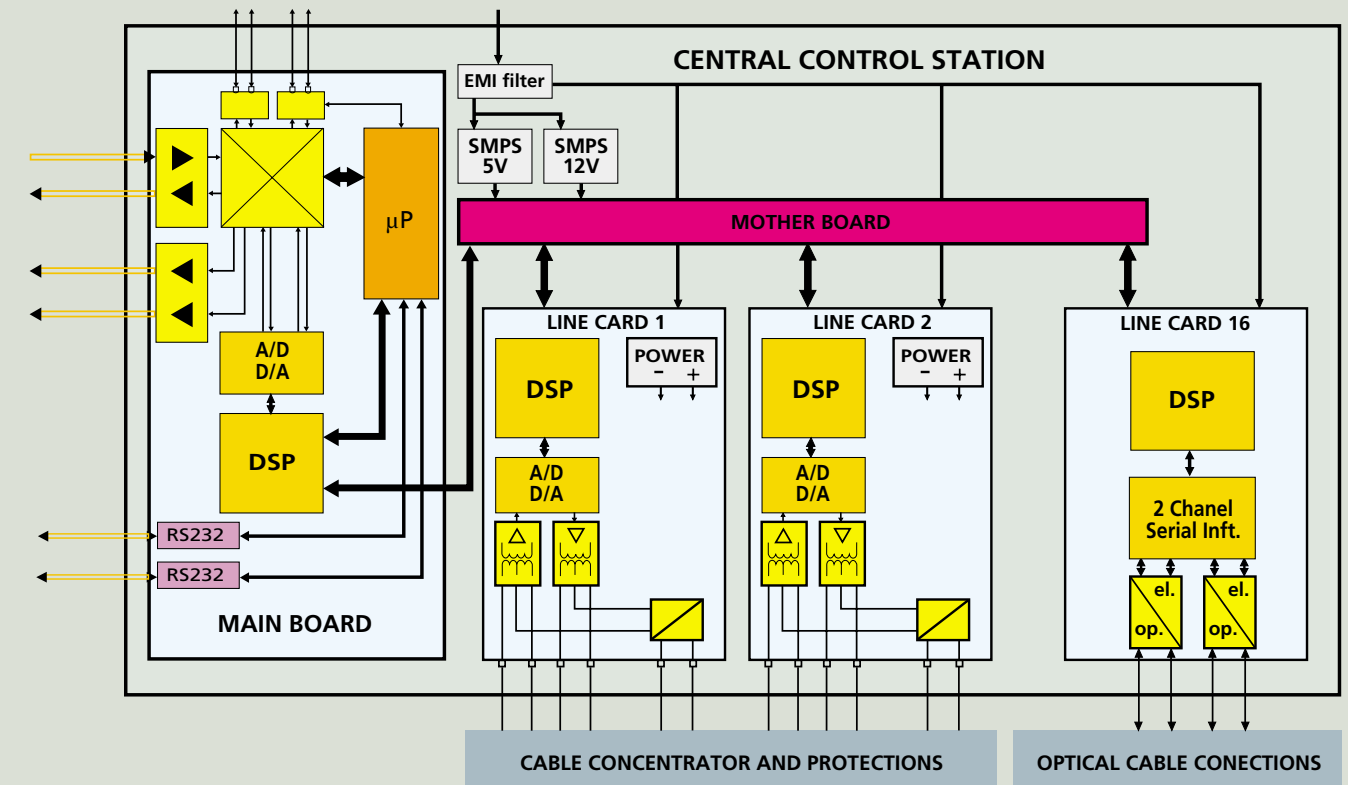 CENTRAL CONTROL STATION
EMI filter
SMPS
5V
SMPS
12V
µP
MOTHER BOARD
A/D
D/A
DSP
RS232
RS232
MAIN BOARD
LINE CARD 1
POWER
- +
DSP
A/D
D/A
LINE CARD 2
POWER
- +
DSP
A/D
D/A
LINE CARD 16
DSP
2 Chanel
Serial Inft.
el.
op.
el.
op.
CABLE CONCENTRATOR AND PROTECTIONS
OPTICAL CABLE CONECTIONS